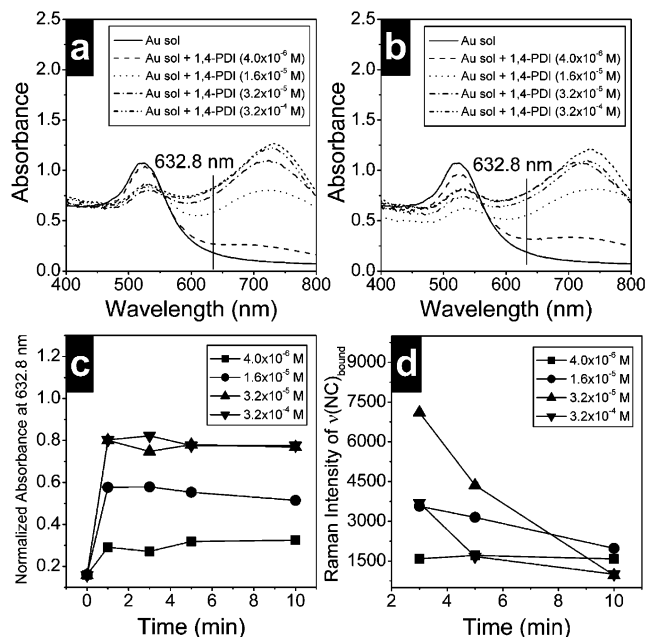 a
Au sol
Au sol + 1,4-PDI (4.0x10⁻⁶ M)
Au sol + 1,4-PDI (1.6x10⁻⁵ M)
Au sol + 1,4-PDI (3.2x10⁻⁵ M)
Au sol + 1,4-PDI (3.2x10⁻⁴ M)
632.8 nm
2.5
2.0
1.5
1.0
0.5
0.0
Absorbance
400 500 600 700 800
Wavelength (nm)
b
Au sol
Au sol + 1,4-PDI (4.0x10⁻⁶ M)
Au sol + 1,4-PDI (1.6x10⁻⁵ M)
Au sol + 1,4-PDI (3.2x10⁻⁵ M)
Au sol + 1,4-PDI (3.2x10⁻⁴ M)
632.8 nm
2.5
2.0
1.5
1.0
0.5
0.0
Absorbance
400 500 600 700 800
Wavelength (nm)
c
4.0x10⁻⁶ M
1.6x10⁻⁵ M
3.2x10⁻⁵ M
3.2x10⁻⁴ M
1.2
1.0
0.8
0.6
0.4
0.2
Normalized Absorbance at 632.8 nm
0 2 4 6 8 10
Time (min)
d
4.0x10⁻⁶ M
1.6x10⁻⁵ M
3.2x10⁻⁵ M
3.2x10⁻⁴ M
9000
7500
6000
4500
3000
1500
Raman Intensity of ν(NC)bound
2 4 6 8 10
Time (min)